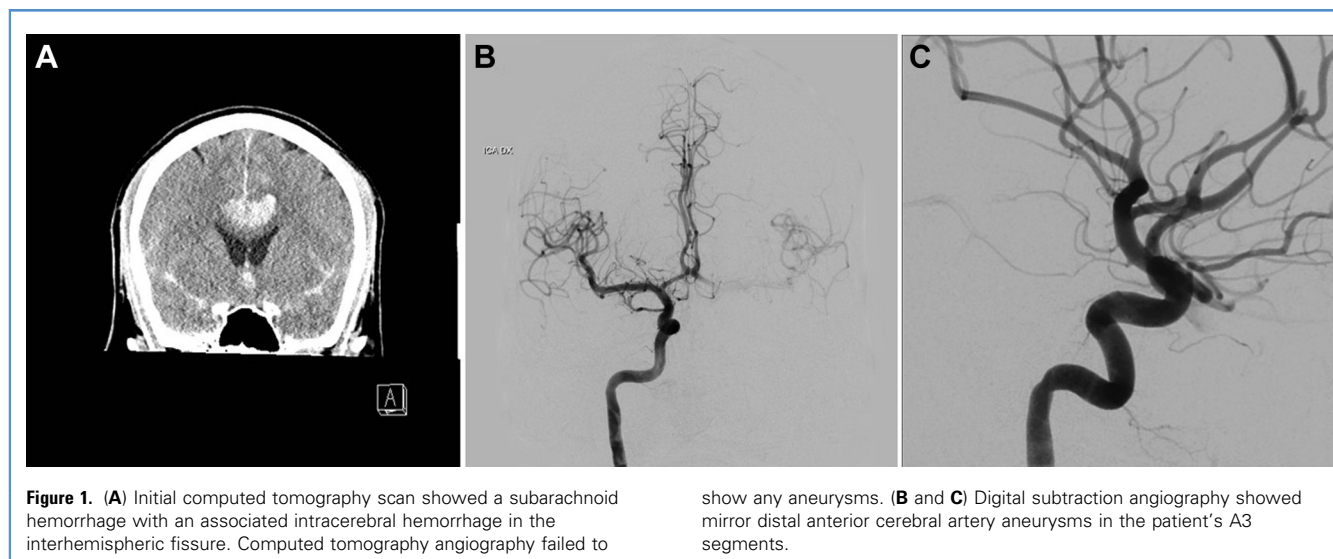 A
B
C
ICA DX
A
Figure 1. (A) Initial computed tomography scan showed a subarachnoid
hemorrhage with an associated intracerebral hemorrhage in the
interhemispheric fissure. Computed tomography angiography failed to
show any aneurysms. (B and C) Digital subtraction angiography showed
mirror distal anterior cerebral artery aneurysms in the patient's A3
segments.